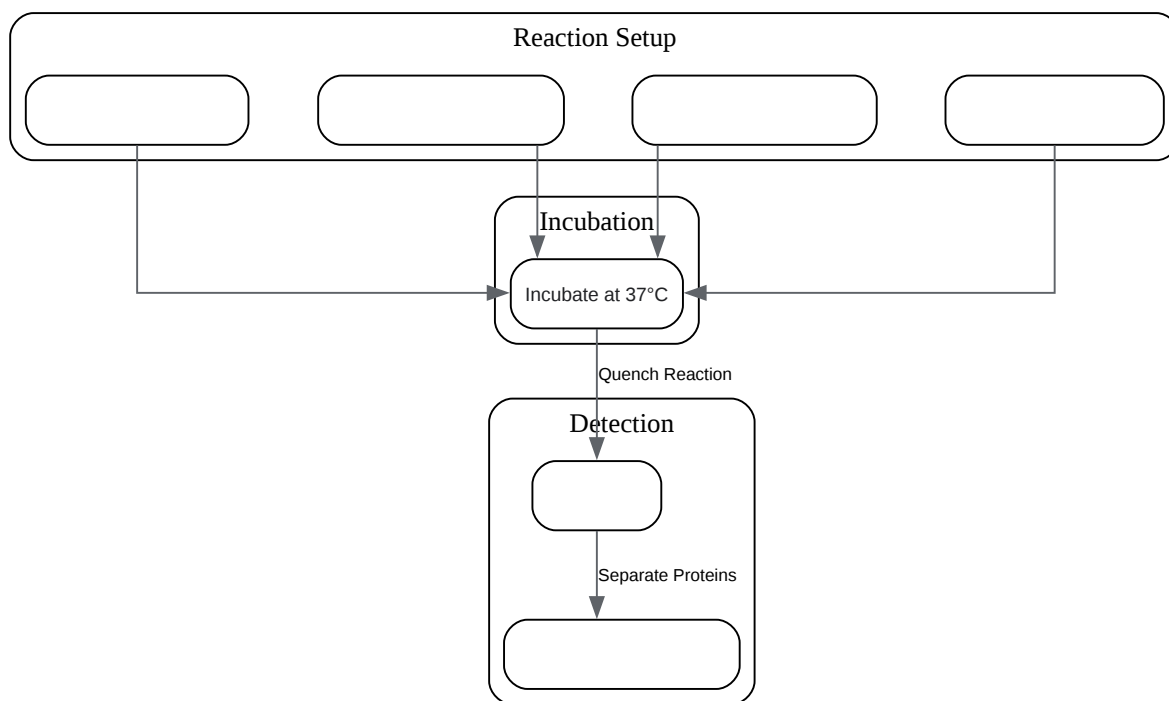 Reaction Setup
Incubation
Incubate at 37°C
Quench Reaction
Detection
Separate Proteins